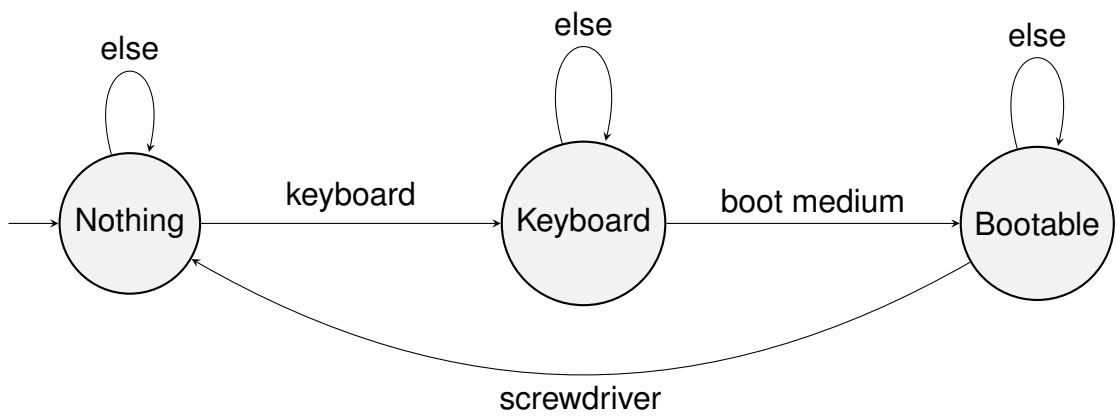 else
else
else
keyboard
boot medium
Nothing
Keyboard
Bootable
screwdriver